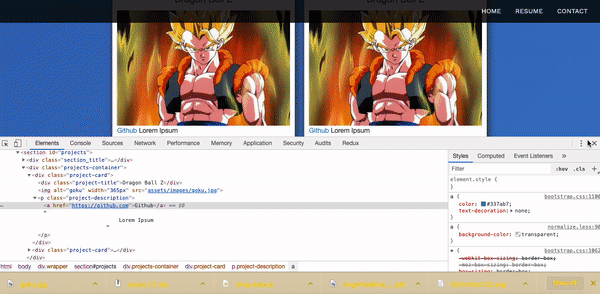 Dragon Ball Z
HOME RESUME CONTACT
Github Lorem Ipsum
Github Lorem Ipsum
Elements Console Sources Network Performance Memory Application Security Audits Redux
<section id="projects">
<div class="section_title">…</div>
<div class="projects-container">
<div class="project-card">
<div class="project-title">Dragon Ball Z</div>
<img alt="goku" width="365px" src="assets/images/goku.jpg">
<p class="project-description">
<a href="https://github.com">Github</a> == $0
"
Lorem Ipsum
"
</p>
</div>
<div class="project-card">…</div>
</div>
html body div.wrapper section#projects div.projects-container div.project-card p.project-description a
Styles Computed Event Listeners »
Filter :hov .cls +
element.style {
}
a { bootstrap.css:1100
color: #337ab7;
text-decoration: none;
}
a { normalize.less:90
background-color: transparent;
}
* { bootstrap.css:1062
-webkit-box-sizing: border-box;
-moz-box-sizing: border-box;
box-sizing: border-box;